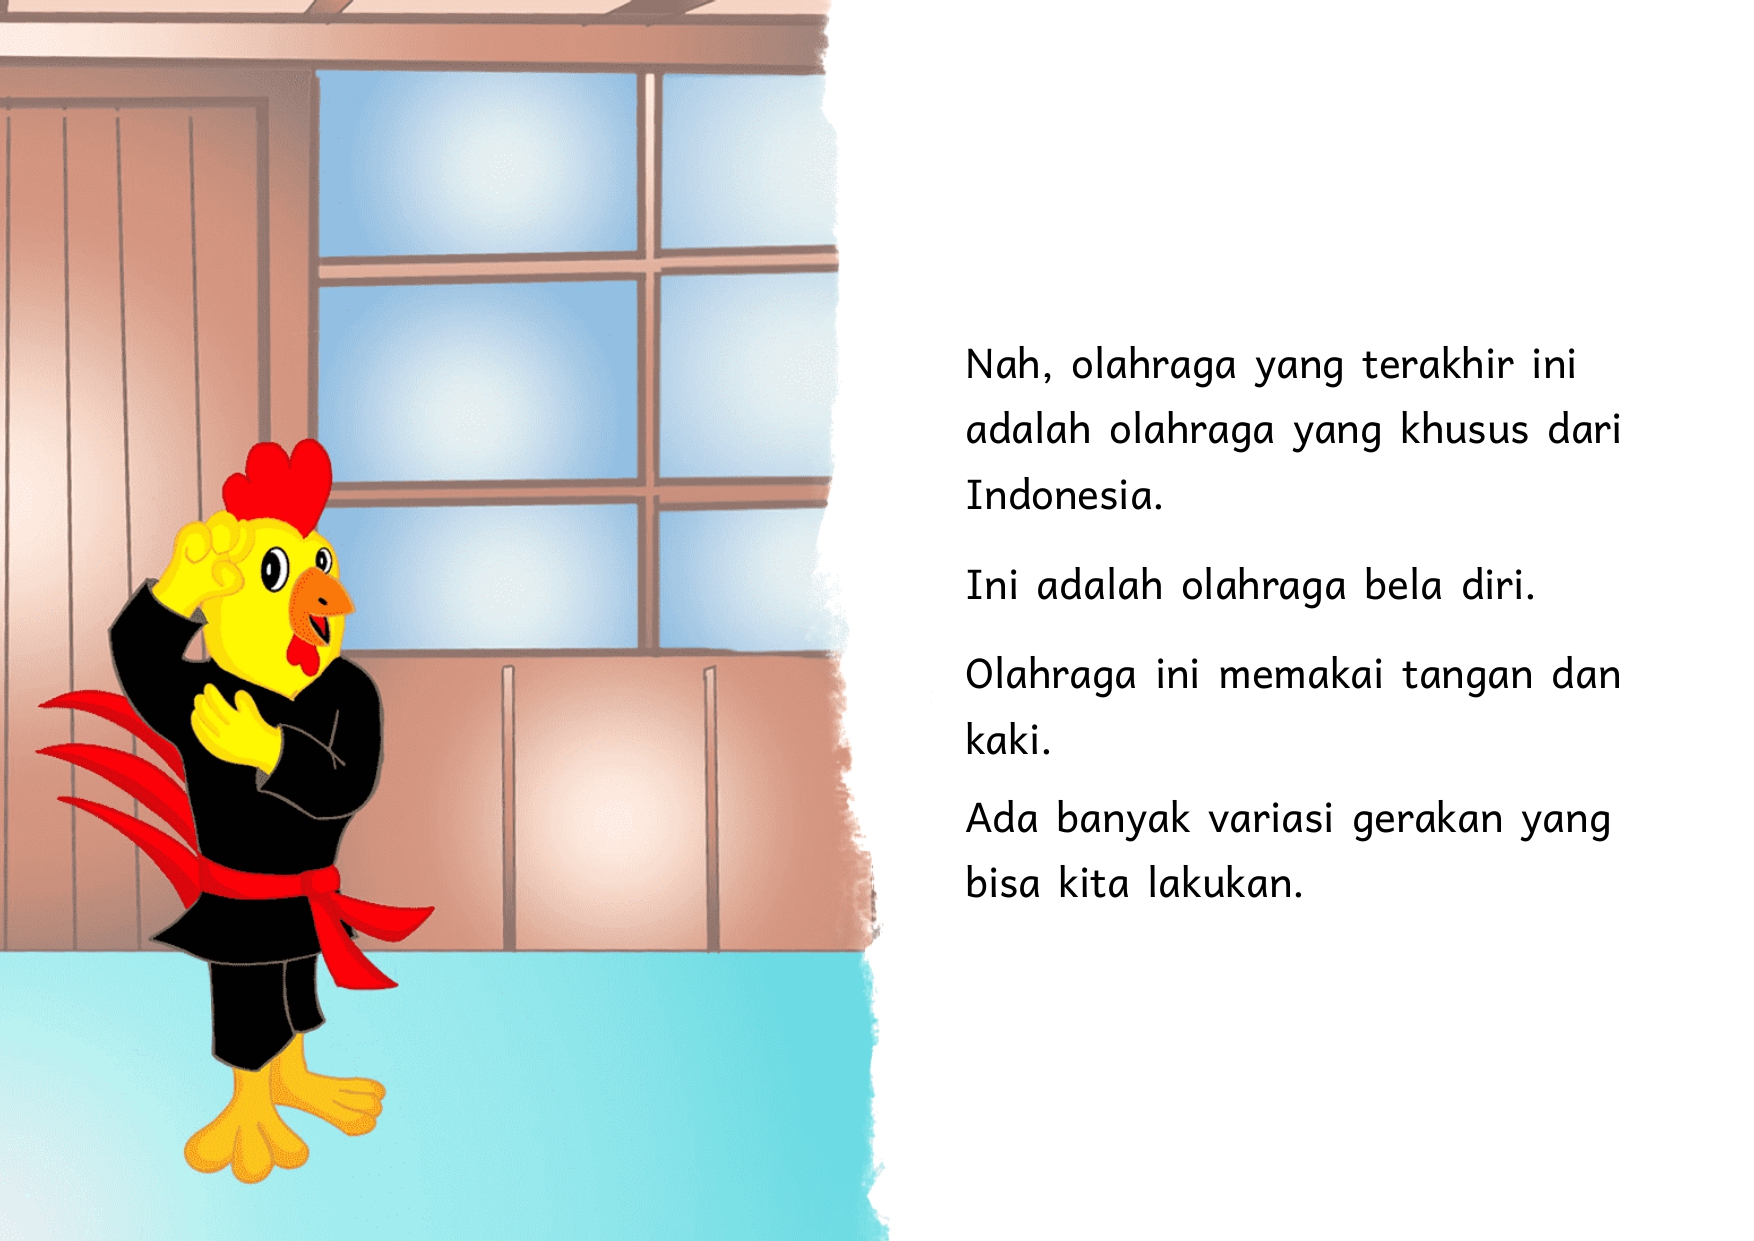 Nah, olahraga yang terakhir ini
adalah olahraga yang khusus dari
Indonesia.
Ini adalah olahraga bela diri.
Olahraga ini memakai tangan dan
kaki.
Ada banyak variasi gerakan yang
bisa kita lakukan.